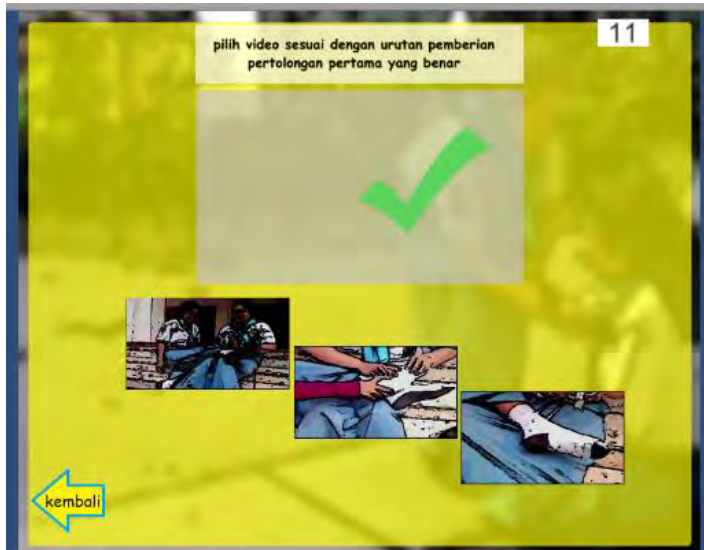 11
pilih video sesuai dengan urutan pemberian
pertolongan pertama yang benar
kembali